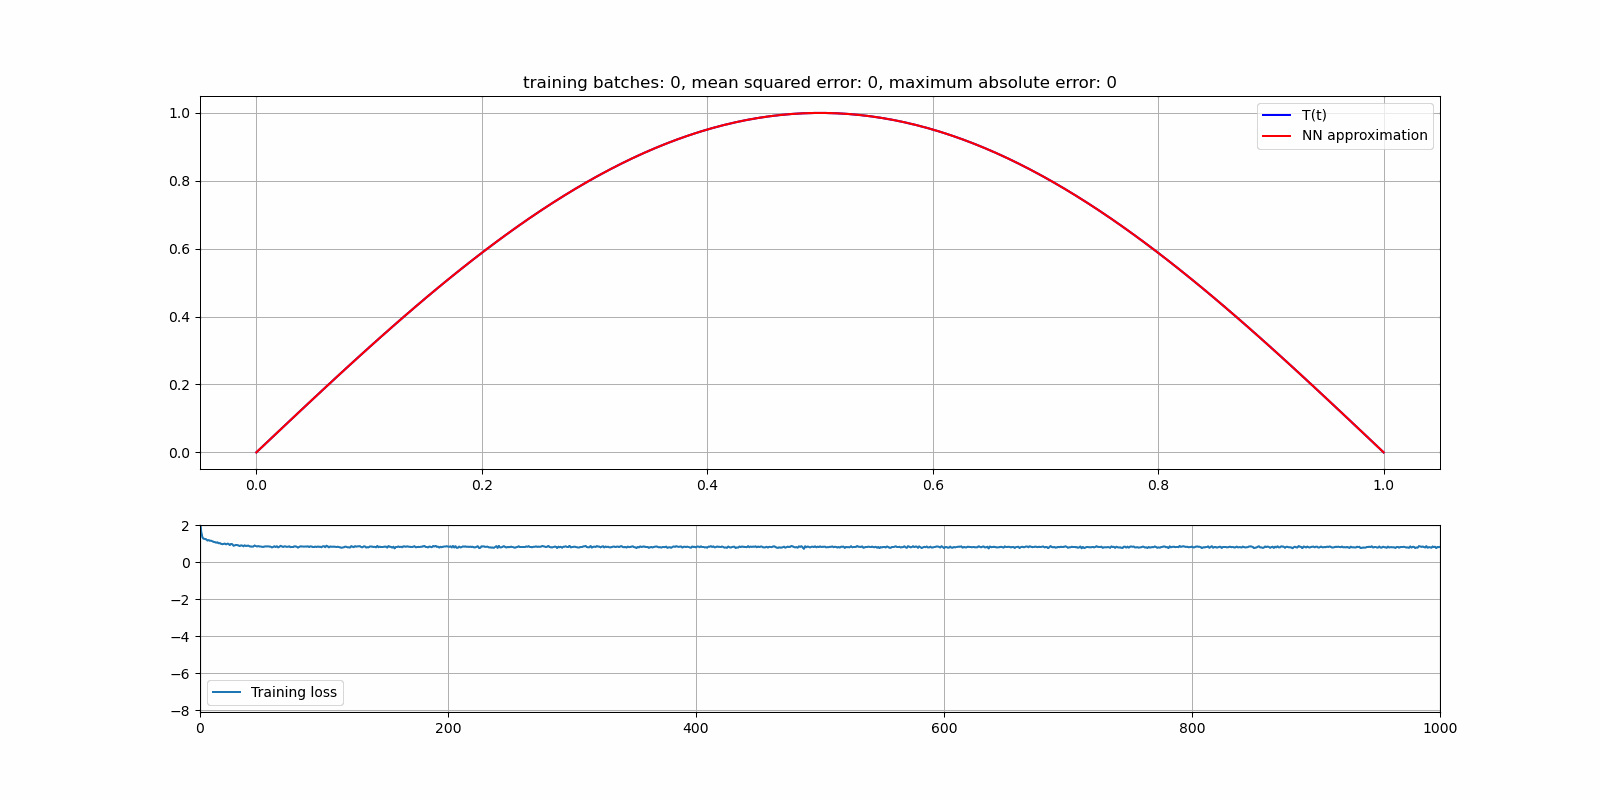 training batches: 0, mean squared error: 0, maximum absolute error: 0
1.0
0.8
0.6
0.4
0.2
0.0
T(t)
NN approximation
0.0 0.2 0.4 0.6 0.8 1.0
2
0
−2
−4
−6
−8
Training loss
0 200 400 600 800 1000